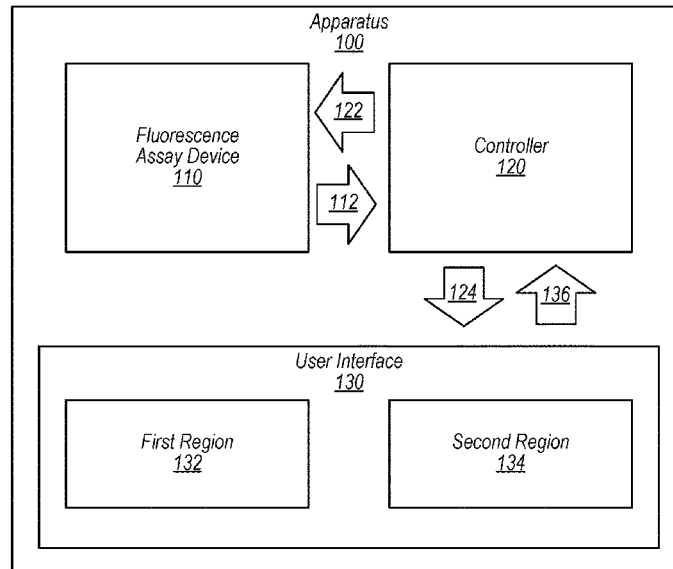 Apparatus
100
Fluorescence
Assay Device
110
122
112
Controller
120
124
136
User Interface
130
First Region
132
Second Region
134